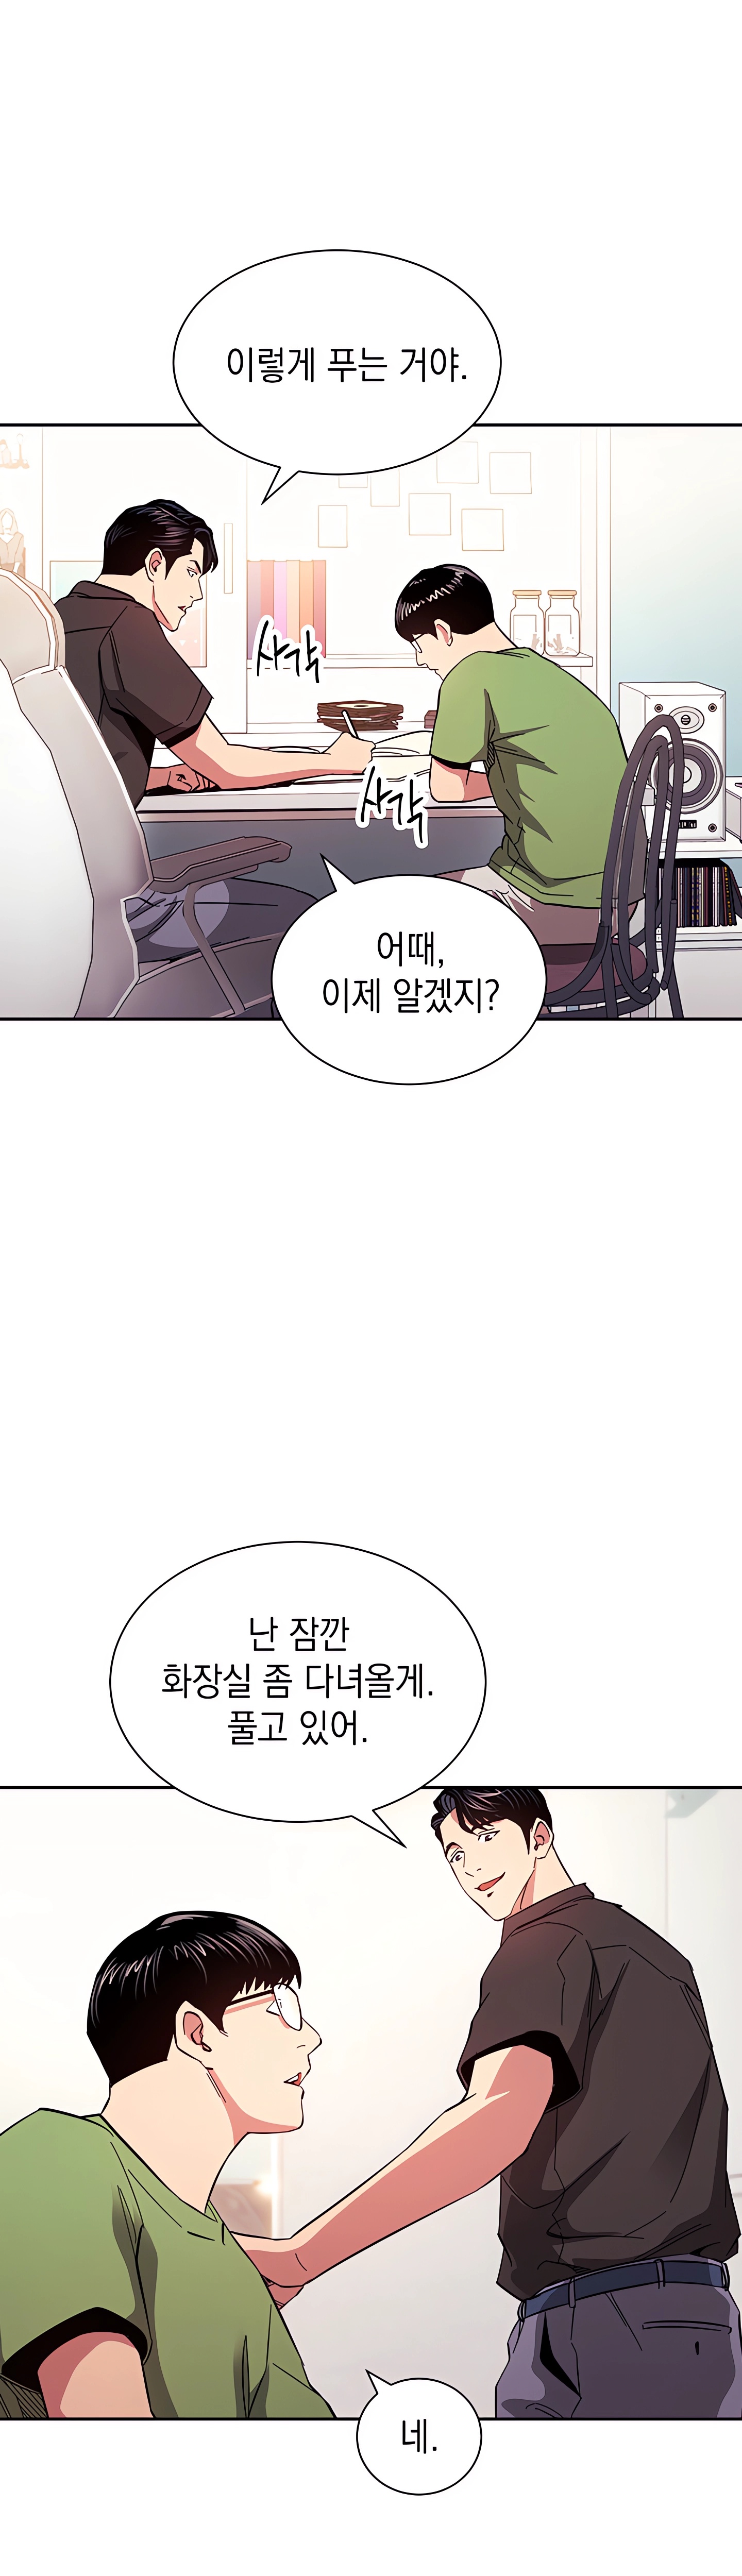 이렇게 푸는 거야.
사각
사각
어때,
이제 알겠지?
난 잠깐
화장실 좀 다녀올게.
풀고 있어.
네.